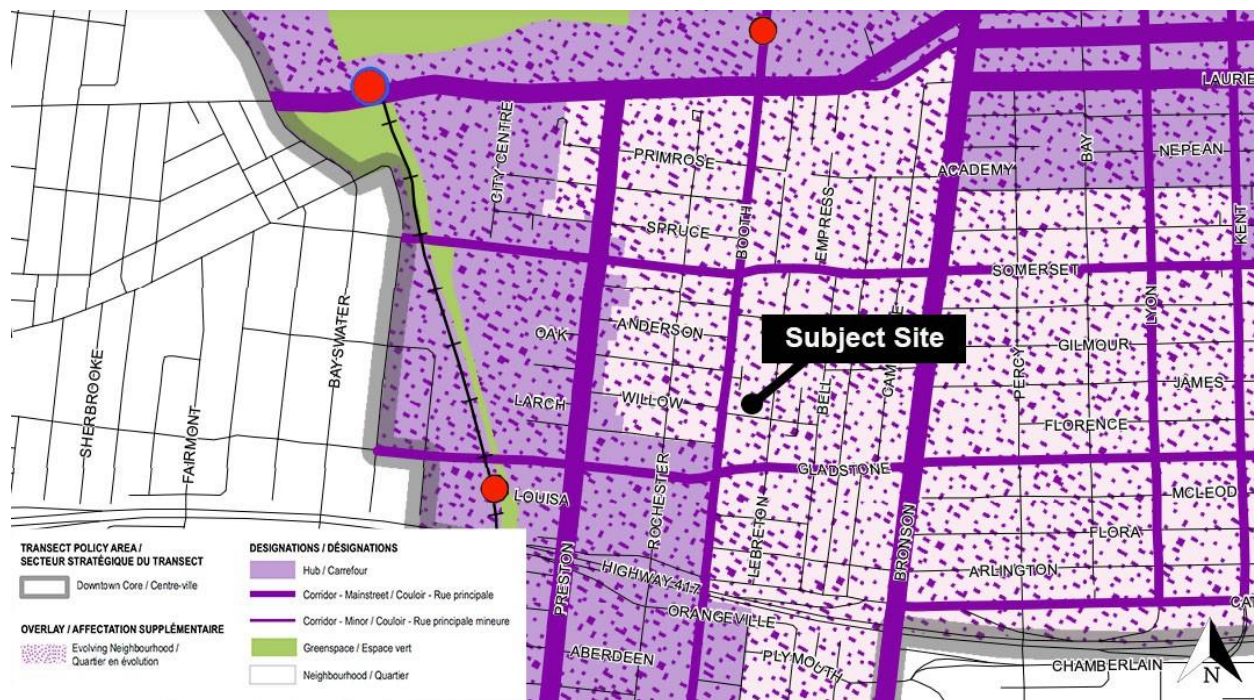 LAURIE
CITY CENTRE
PRIMROSE
BAY
NEPEAN
ACADEMY
EMPRESS
SPRUCE
BOOTH
KENT
SOMERSET
LYON
BAYSWATER
OAK
ANDERSON
Subject Site
GILMOUR
PERCY
JAMES
SHERBROOKE
FAIRMONT
LARCH
WILLOW
BELL
FLORENCE
GLADSTONE
LOUISA
ROCHESTER
MCLEOD
LEBRETON
FLORA
BRONSON
PRESTON
HIGHWAY 417
ARLINGTON
ORANGEVILLE
ABERDEEN
PLYMOUTH
CHAMBERLAIN
N
TRANSECT POLICY AREA /
SECTEUR STRATÉGIQUE DU TRANSECT
Downtown Core / Centre-ville
OVERLAY / AFFECTATION SUPPLÉMENTAIRE
Evolving Neighbourhood /
Quartier en évolution
DESIGNATIONS / DÉSIGNATIONS
Hub / Carrefour
Corridor - Mainstreet / Couloir - Rue principale
Corridor - Minor / Couloir - Rue principale mineure
Greenspace / Espace vert
Neighbourhood / Quartier